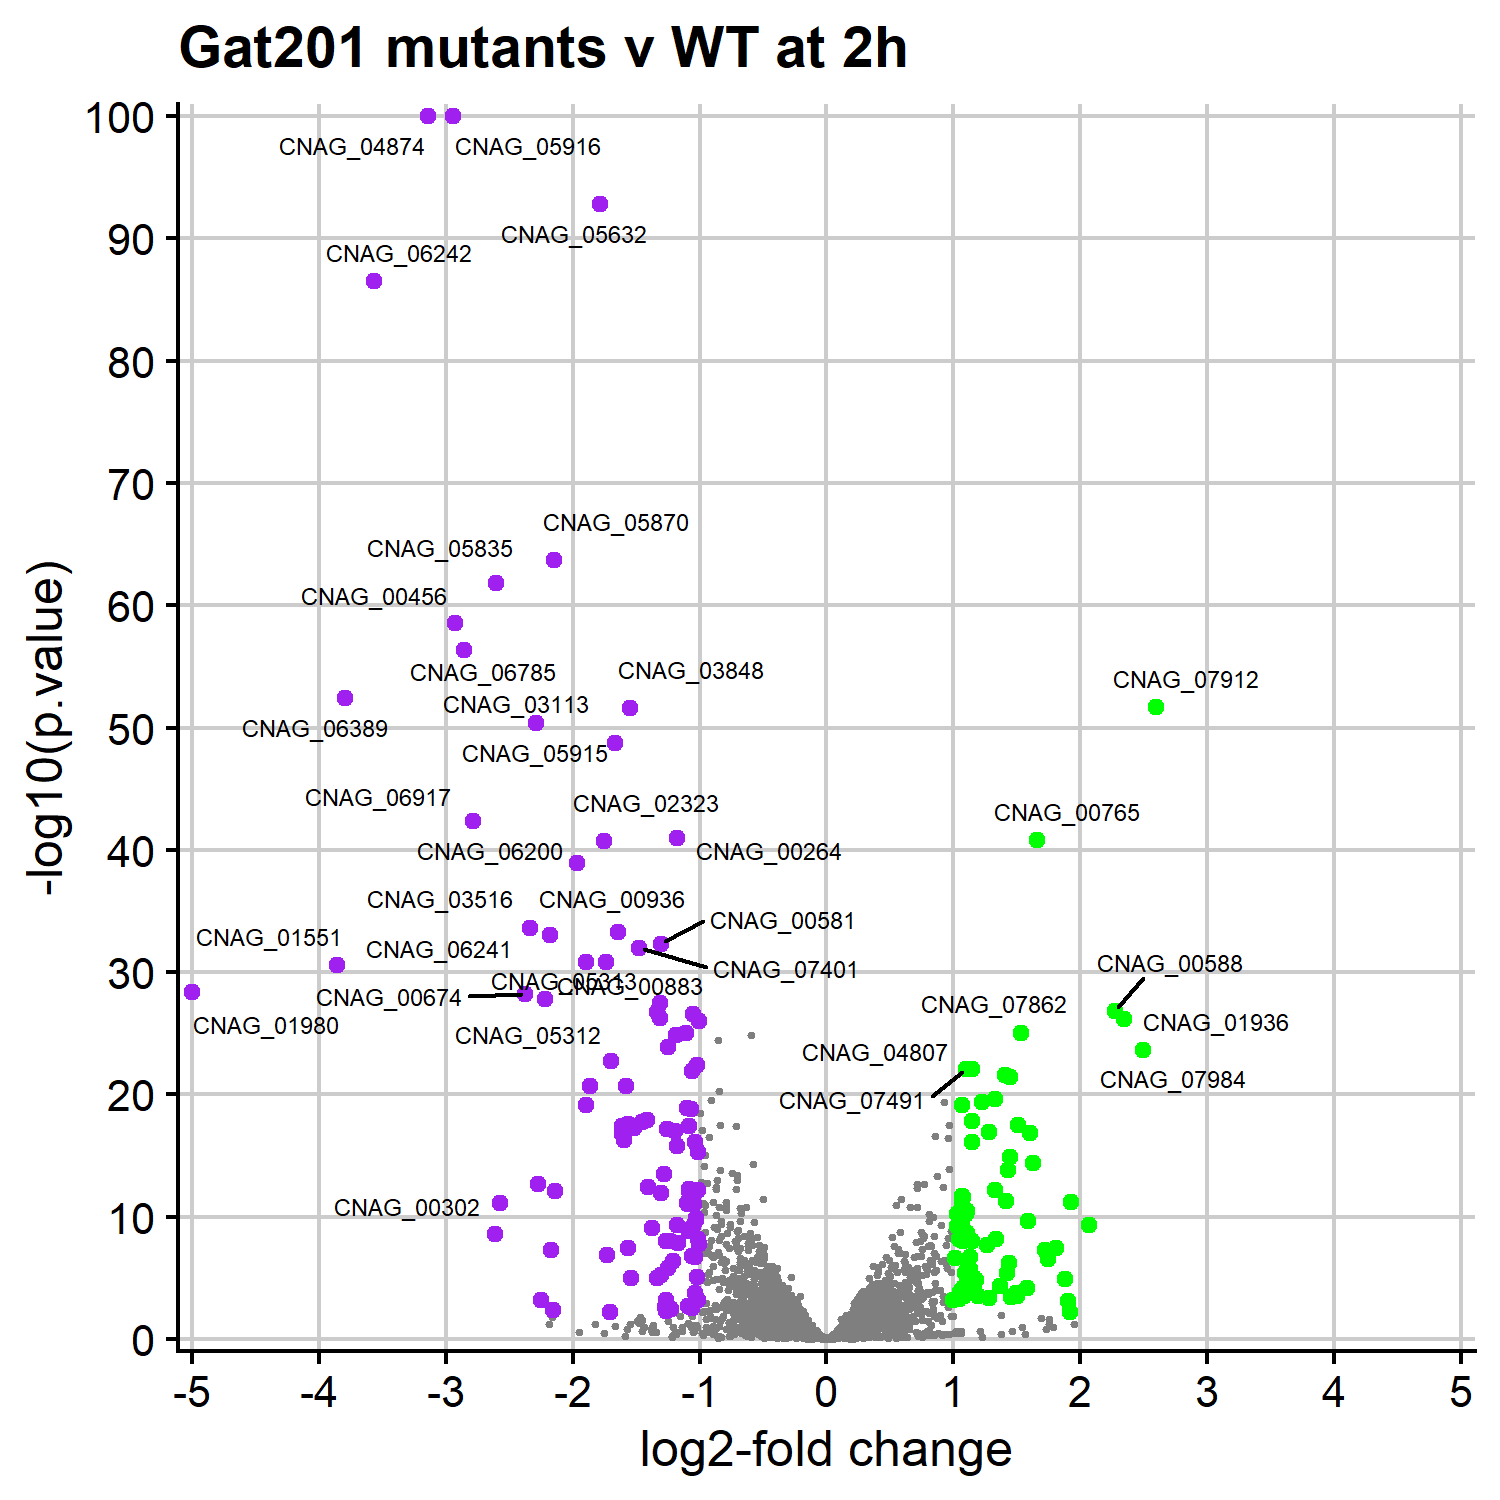 Gat201 mutants v WT at 2h
100
CNAG_04874
CNAG_05916
CNAG_05632
90
CNAG_06242
80
70
CNAG_05870
CNAG_05835
60
CNAG_00456
CNAG_06785
CNAG_03848
CNAG_07912
CNAG_03113
50
CNAG_06389
CNAG_05915
CNAG_06917
CNAG_02323
CNAG_00765
40
CNAG_06200
CNAG_00264
CNAG_03516
CNAG_00936
CNAG_00581
CNAG_01551
CNAG_06241
CNAG_07401
CNAG_00588
30
CNAG_05313
CNAG_00883
CNAG_00674
CNAG_07862
CNAG_01980
CNAG_05312
CNAG_01936
CNAG_04807
CNAG_07984
20
CNAG_07491
CNAG_00302
10
0
-log10(p.value)
-5
-4
-3
-2
-1
0
1
2
3
4
5
log2-fold change